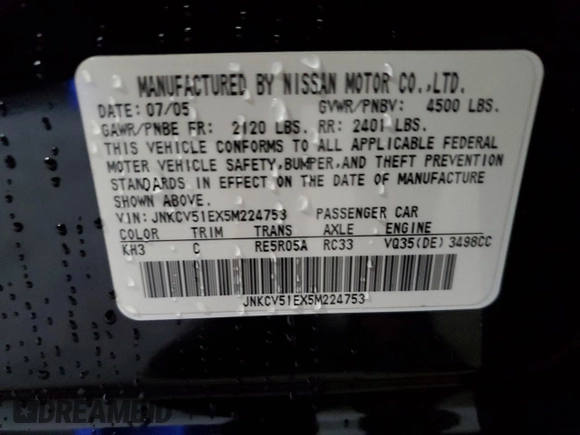 MANUFACTURED BY NISSAN MOTOR CO.,LTD.
DATE: 07/05 GVWR/PNBV: 4500 LBS.
GAWR/PNBE FR: 2120 LBS. RR: 2401 LBS.
THIS VEHICLE CONFORMS TO ALL APPLICABLE FEDERAL
MOTOR VEHICLE SAFETY,BUMPER,AND THEFT PREVENTION
STANDARDS IN EFFECT ON THE DATE OF MANUFACTURE
SHOWN ABOVE.
VIN: JNKCV51EX5M224753 PASSENGER CAR
COLOR TRIM TRANS AXLE ENGINE
KH3 C RE5R05A RC33 VQ35(DE) 3498CC
JNKCV51EX5M224753
DREAMBID